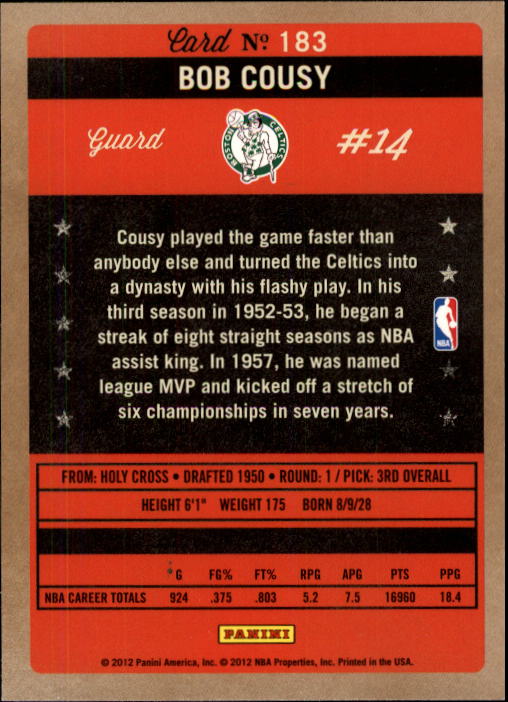 Card Nº 183
BOB COUSY
Guard
BOSTON CELTICS
#14
Cousy played the game faster than
anybody else and turned the Celtics into
a dynasty with his flashy play. In his
third season in 1952-53, he began a
streak of eight straight seasons as NBA
assist king. In 1957, he was named
league MVP and kicked off a stretch of
six championships in seven years.
NBA
FROM: HOLY CROSS • DRAFTED 1950 • ROUND: 1 / PICK: 3RD OVERALL
HEIGHT 6'1" WEIGHT 175 BORN 8/9/28
G FG% FT% RPG APG PTS PPG
NBA CAREER TOTALS 924 .375 .803 5.2 7.5 16960 18.4
PANINI
© 2012 Panini America, Inc. © 2012 NBA Properties, Inc. Printed in the USA.